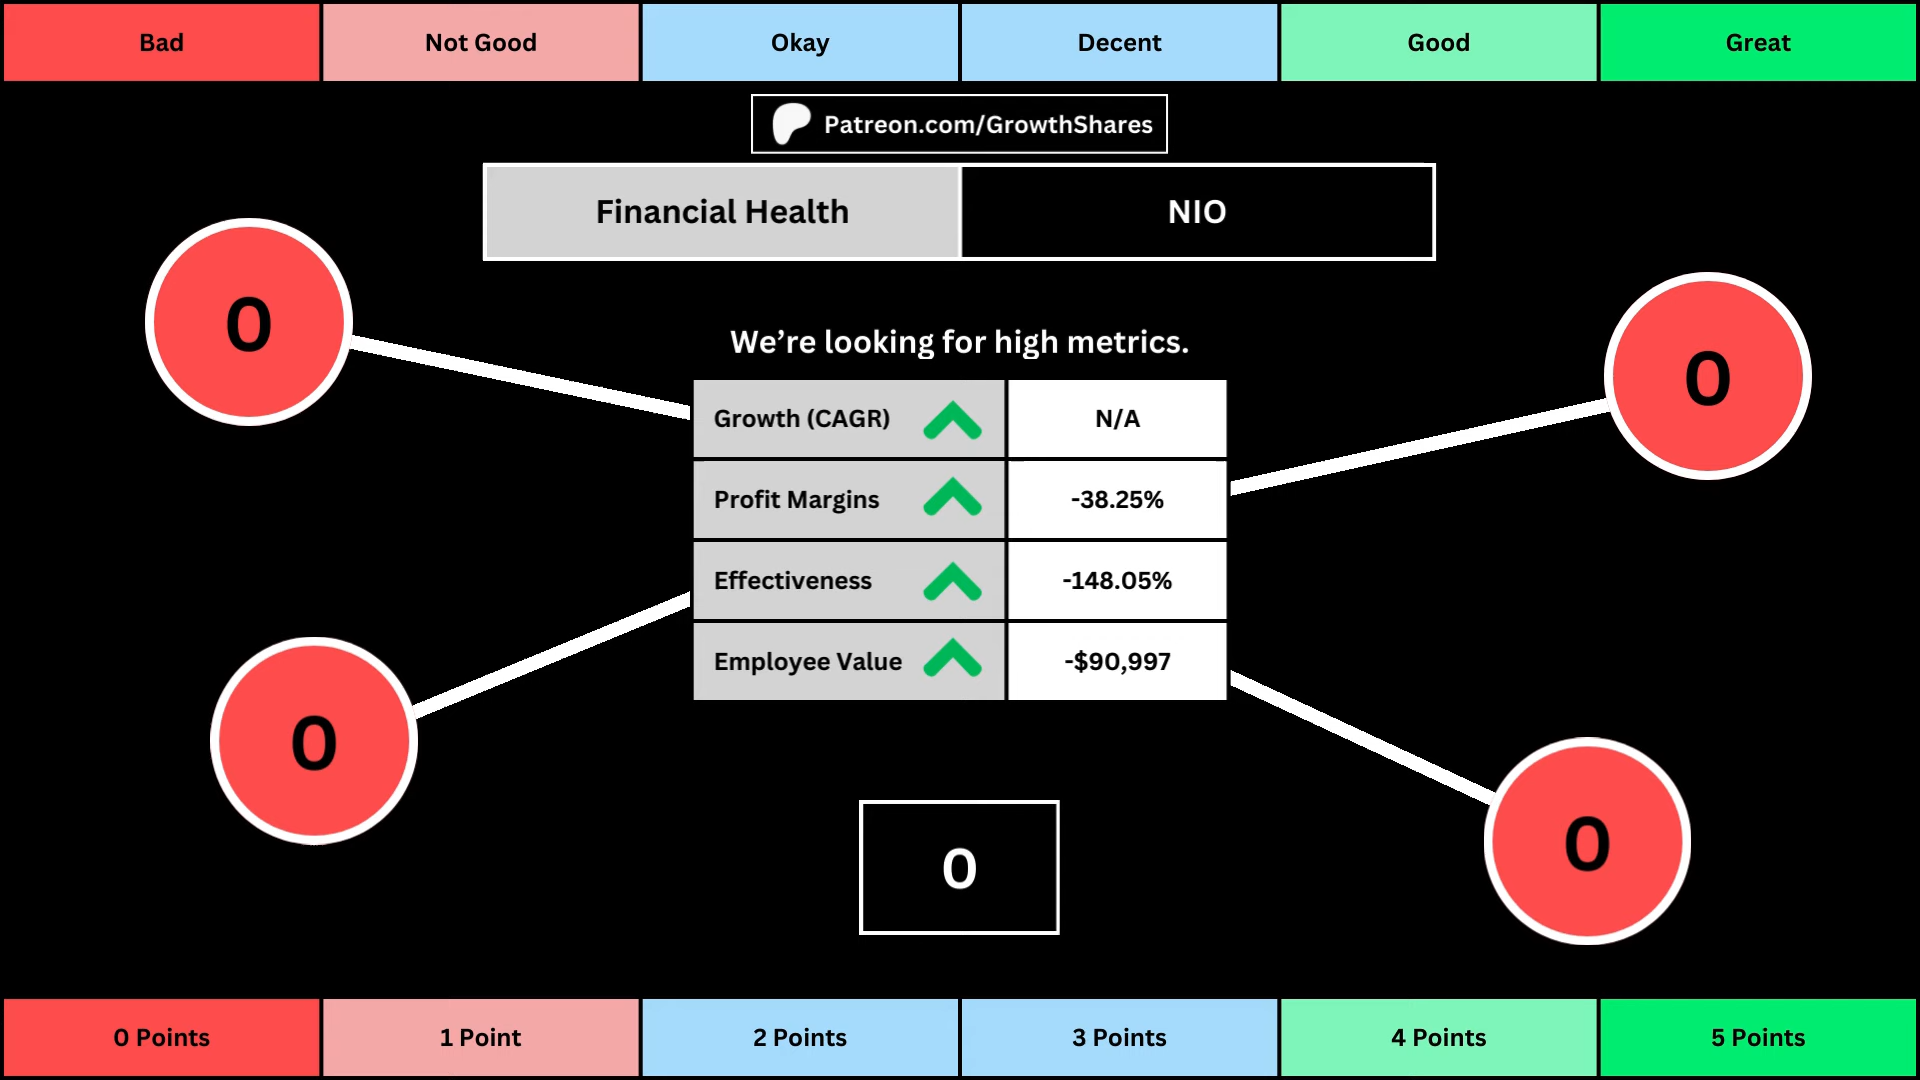 Bad
Not Good
Okay
Decent
Good
Great
Patreon.com/GrowthShares
Financial Health
NIO
0
0
We’re looking for high metrics.
Growth (CAGR)
N/A
Profit Margins
-38.25%
Effectiveness
-148.05%
Employee Value
-$90,997
0
0
0
0 Points
1 Point
2 Points
3 Points
4 Points
5 Points